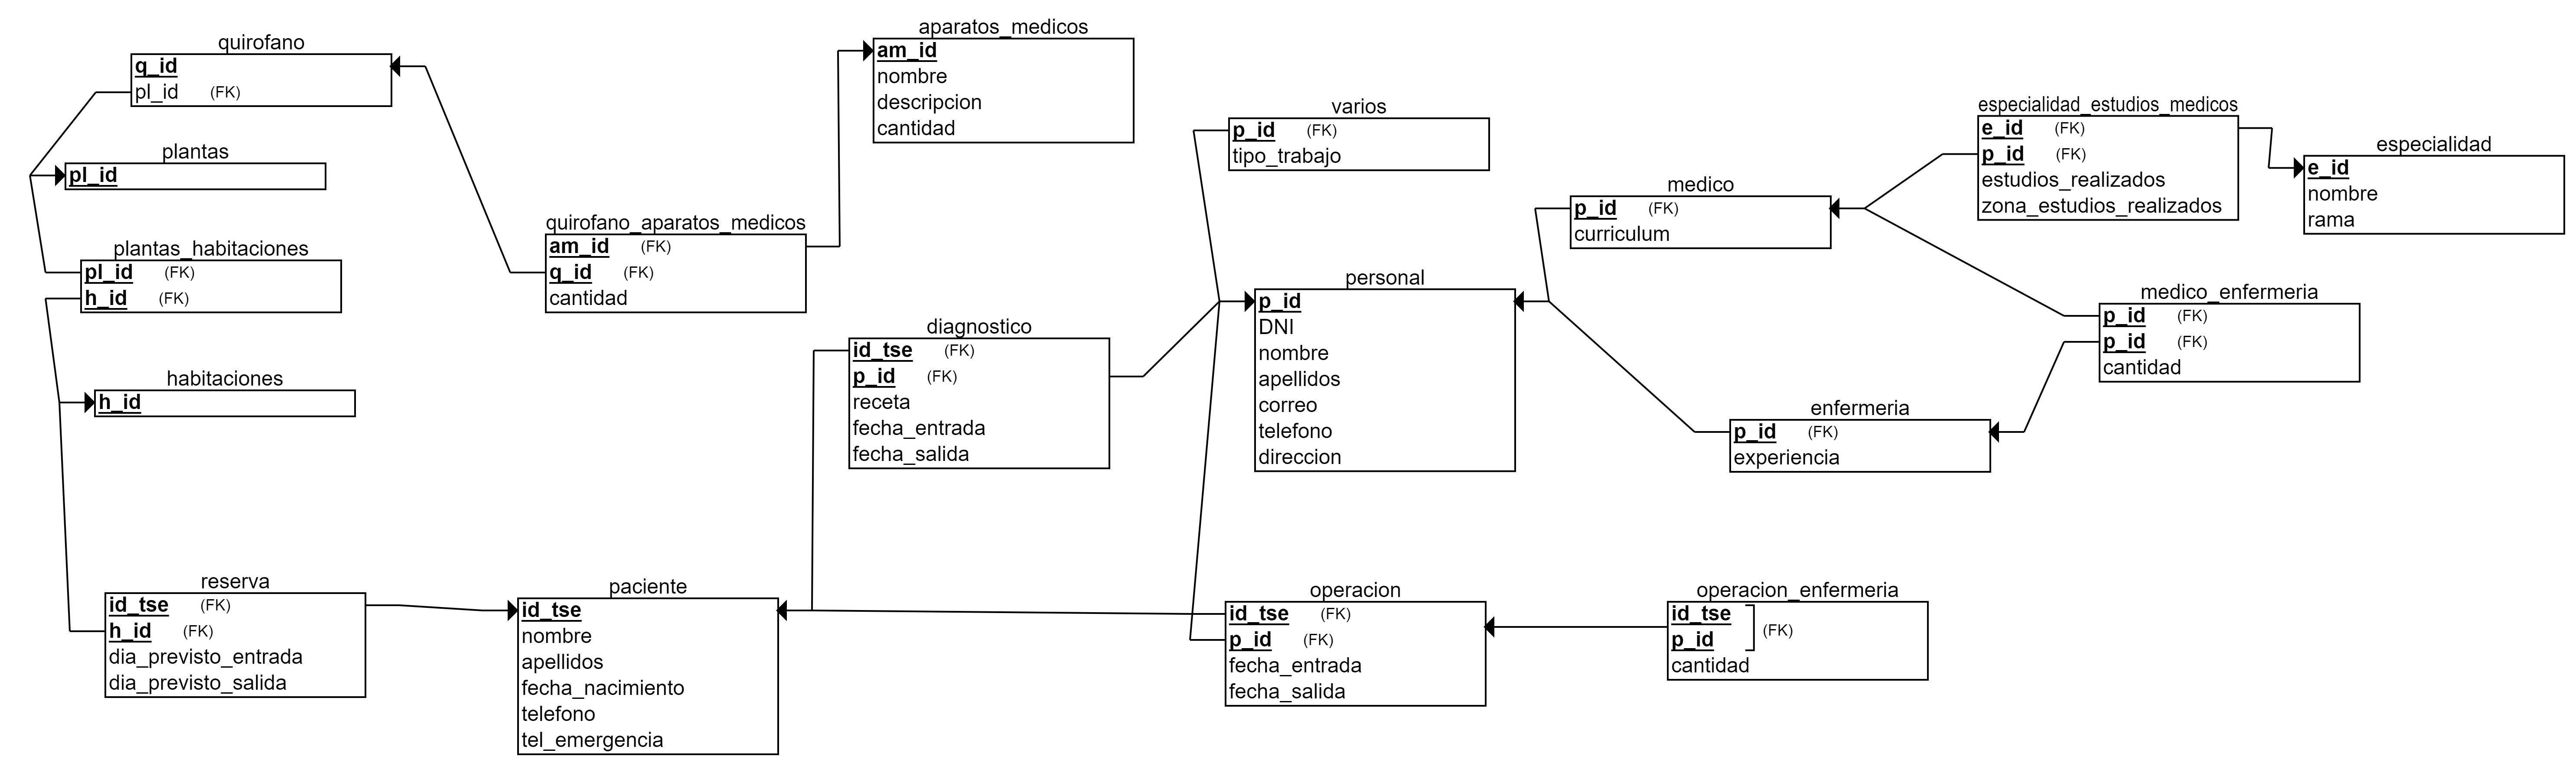 quirofano
q_id
pl_id (FK)
plantas
pl_id
plantas_habitaciones
pl_id (FK)
h_id (FK)
habitaciones
h_id
reserva
id_tse (FK)
h_id (FK)
dia_previsto_entrada
dia_previsto_salida
quirofano_aparatos_medicos
am_id (FK)
q_id (FK)
cantidad
paciente
id_tse
nombre
apellidos
fecha_nacimiento
telefono
tel_emergencia
aparatos_medicos
am_id
nombre
descripcion
cantidad
diagnostico
id_tse (FK)
p_id (FK)
receta
fecha_entrada
fecha_salida
varios
p_id (FK)
tipo_trabajo
personal
p_id
DNI
nombre
apellidos
correo
telefono
direccion
operacion
id_tse (FK)
p_id (FK)
fecha_entrada
fecha_salida
medico
p_id (FK)
curriculum
enfermeria
p_id (FK)
experiencia
operacion_enfermeria
id_tse
p_id
(FK)
cantidad
especialidad_estudios_medicos
e_id (FK)
p_id (FK)
estudios_realizados
zona_estudios_realizados
medico_enfermeria
p_id (FK)
p_id (FK)
cantidad
especialidad
e_id
nombre
rama